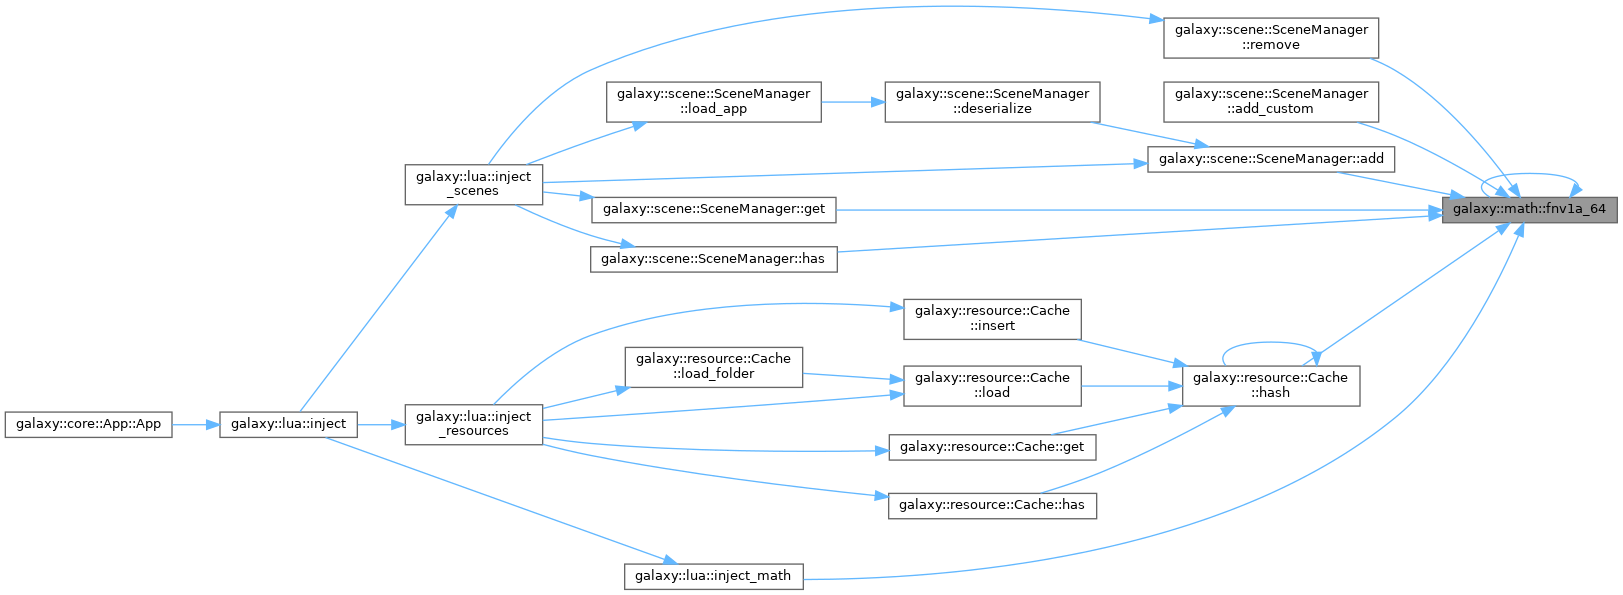 galaxy::scene::SceneManager
::remove
galaxy::scene::SceneManager
::load_app
galaxy::scene::SceneManager
::deserialize
galaxy::scene::SceneManager
::add_custom
galaxy::scene::SceneManager::add
galaxy::lua::inject
_scenes
galaxy::scene::SceneManager::get
galaxy::math::fnv1a_64
galaxy::scene::SceneManager::has
galaxy::resource::Cache
::insert
galaxy::resource::Cache
::load_folder
galaxy::resource::Cache
::load
galaxy::resource::Cache
::hash
galaxy::core::App::App
galaxy::lua::inject
galaxy::lua::inject
_resources
galaxy::resource::Cache::get
galaxy::resource::Cache::has
galaxy::lua::inject_math